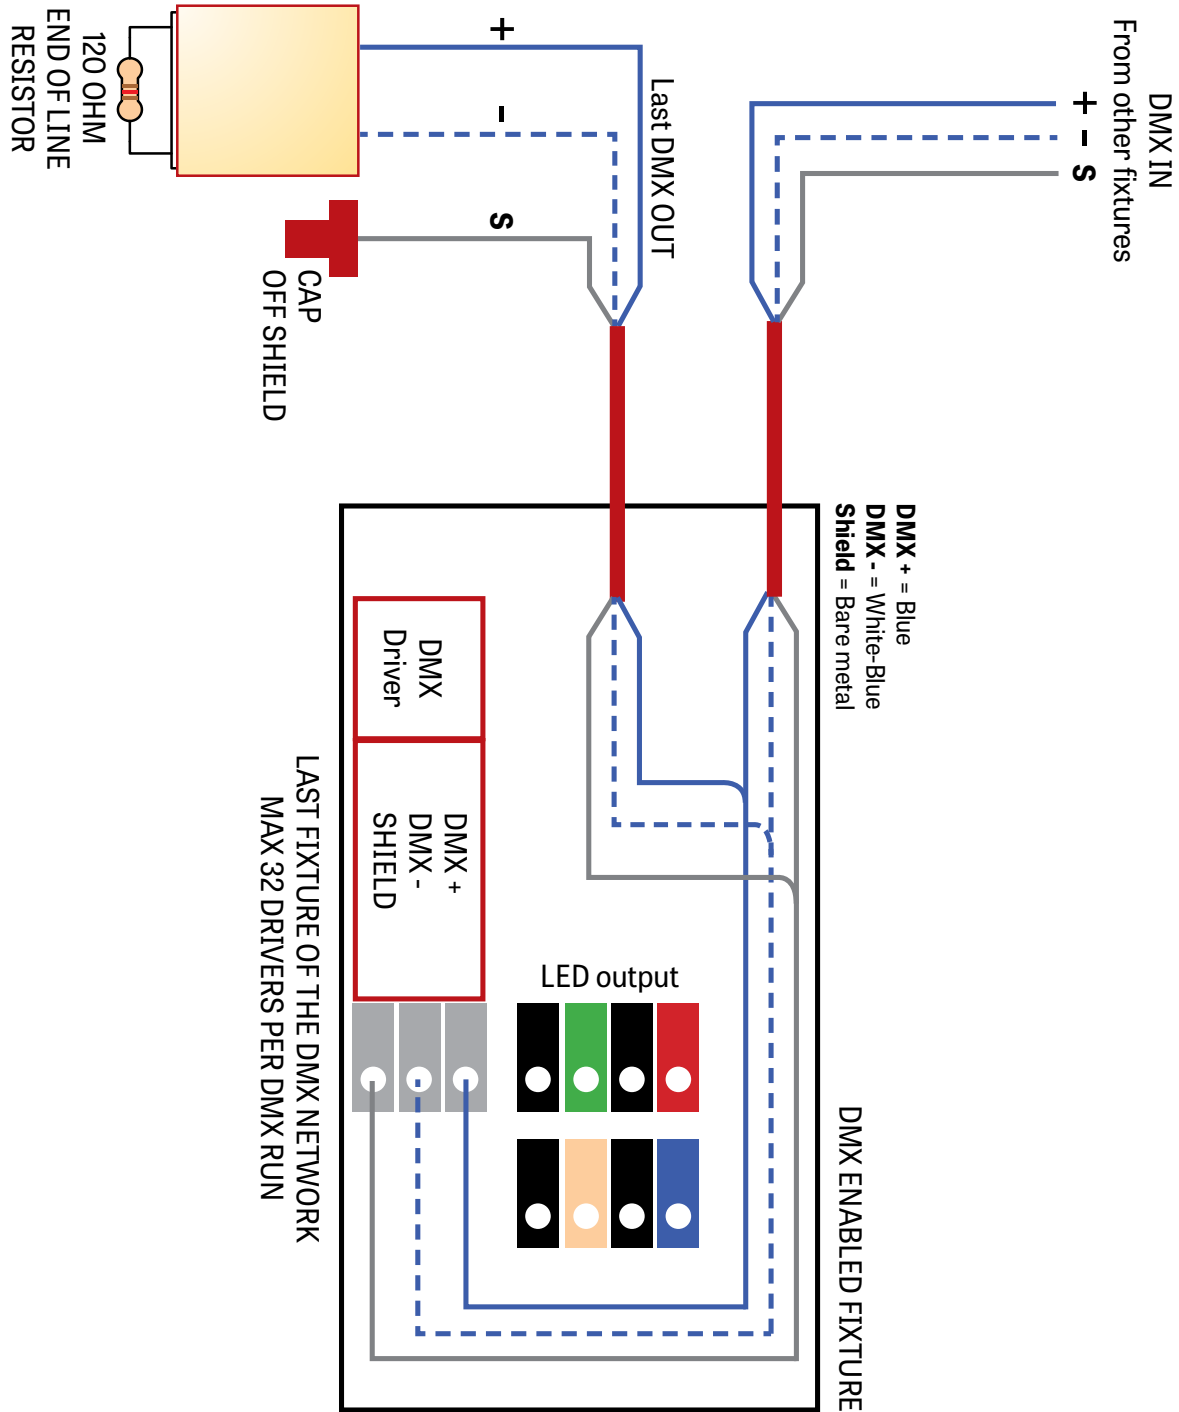 DMX IN
From other fixtures
+
-
S
Last DMX OUT
+
-
S
120 OHM
END OF LINE
RESISTOR
CAP
OFF SHIELD
DMX + = Blue
DMX - = White-Blue
Shield = Bare metal
DMX
Driver
DMX +
DMX -
SHIELD
LED output
DMX ENABLED FIXTURE
LAST FIXTURE OF THE DMX NETWORK
MAX 32 DRIVERS PER DMX RUN